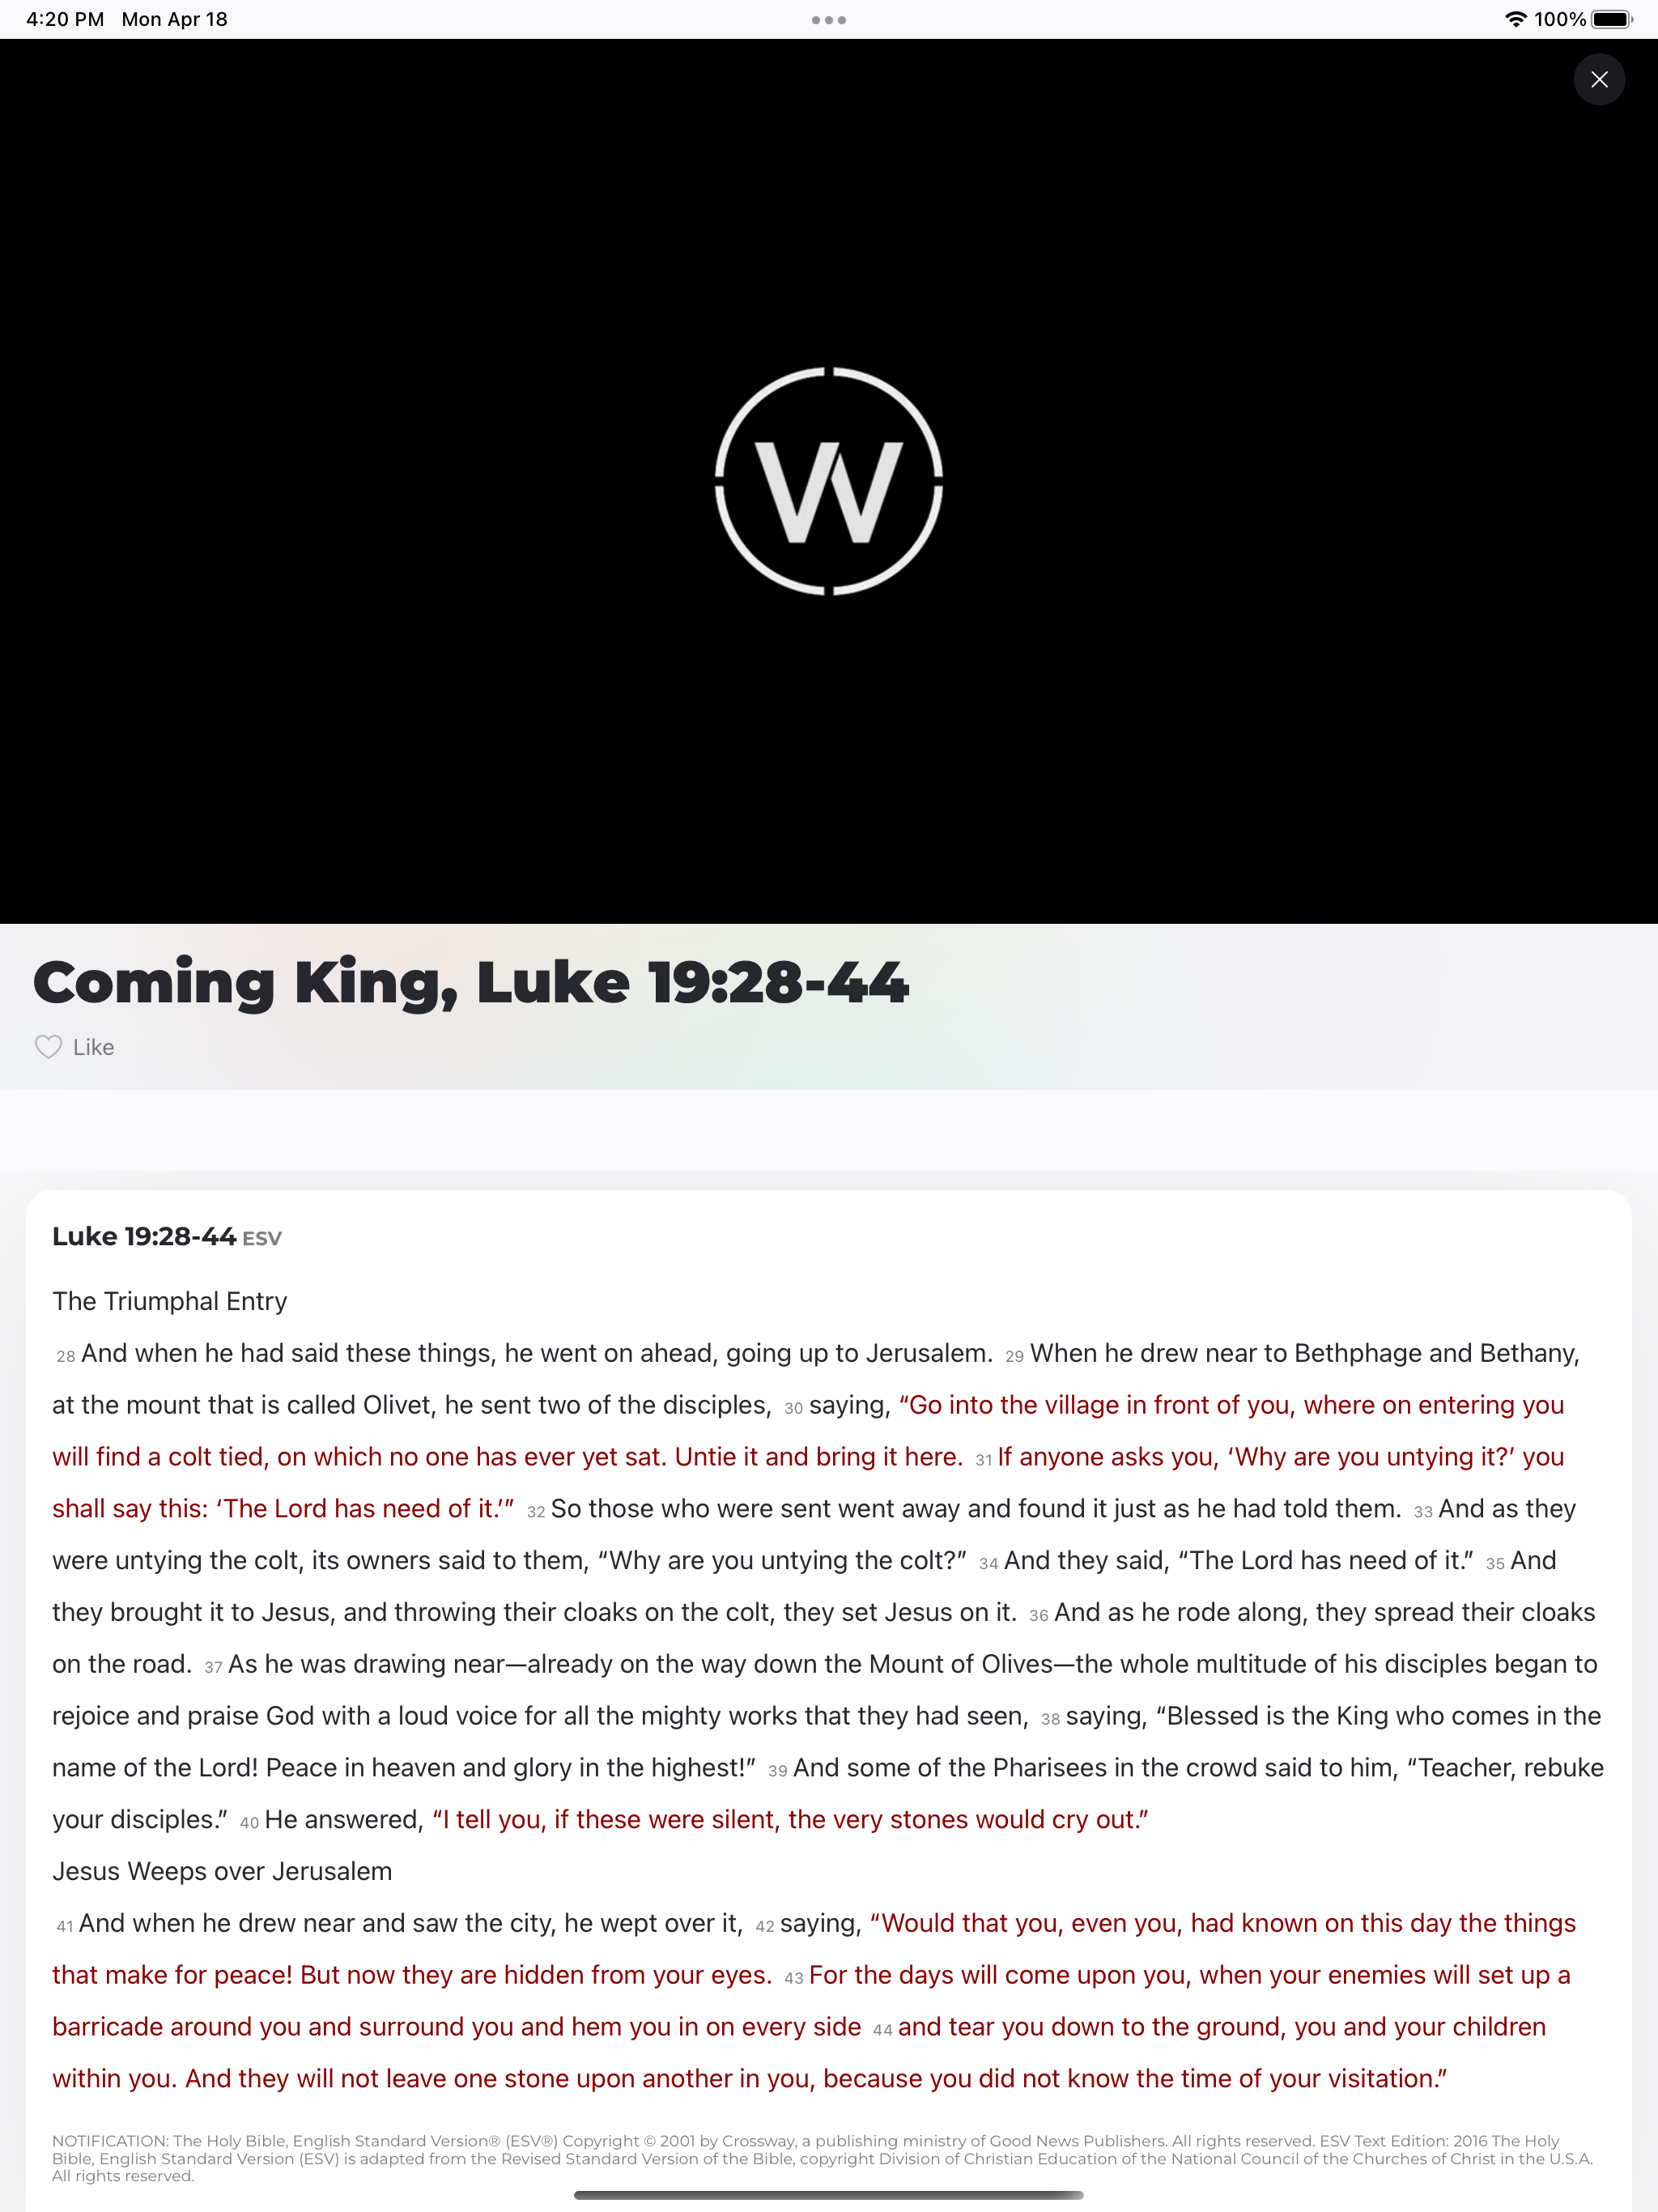 4:20 PM Mon Apr 18
100%
W
Coming King, Luke 19:28-44
Like
Luke 19:28-44 ESV
The Triumphal Entry
28 And when he had said these things, he went on ahead, going up to Jerusalem. 29 When he drew near to Bethphage and Bethany,
at the mount that is called Olivet, he sent two of the disciples, 30 saying, “Go into the village in front of you, where on entering you
will find a colt tied, on which no one has ever yet sat. Untie it and bring it here. 31 If anyone asks you, ‘Why are you untying it?’ you
shall say this: ‘The Lord has need of it.’” 32 So those who were sent went away and found it just as he had told them. 33 And as they
were untying the colt, its owners said to them, “Why are you untying the colt?” 34 And they said, “The Lord has need of it.” 35 And
they brought it to Jesus, and throwing their cloaks on the colt, they set Jesus on it. 36 And as he rode along, they spread their cloaks
on the road. 37 As he was drawing near—already on the way down the Mount of Olives—the whole multitude of his disciples began to
rejoice and praise God with a loud voice for all the mighty works that they had seen, 38 saying, “Blessed is the King who comes in the
name of the Lord! Peace in heaven and glory in the highest!” 39 And some of the Pharisees in the crowd said to him, “Teacher, rebuke
your disciples.” 40 He answered, “I tell you, if these were silent, the very stones would cry out.”
Jesus Weeps over Jerusalem
41 And when he drew near and saw the city, he wept over it, 42 saying, “Would that you, even you, had known on this day the things
that make for peace! But now they are hidden from your eyes. 43 For the days will come upon you, when your enemies will set up a
barricade around you and surround you and hem you in on every side 44 and tear you down to the ground, you and your children
within you. And they will not leave one stone upon another in you, because you did not know the time of your visitation.”
NOTIFICATION: The Holy Bible, English Standard Version® (ESV®) Copyright © 2001 by Crossway, a publishing ministry of Good News Publishers. All rights reserved. ESV Text Edition: 2016 The Holy
Bible, English Standard Version (ESV) is adapted from the Revised Standard Version of the Bible, copyright Division of Christian Education of the National Council of the Churches of Christ in the U.S.A.
All rights reserved.